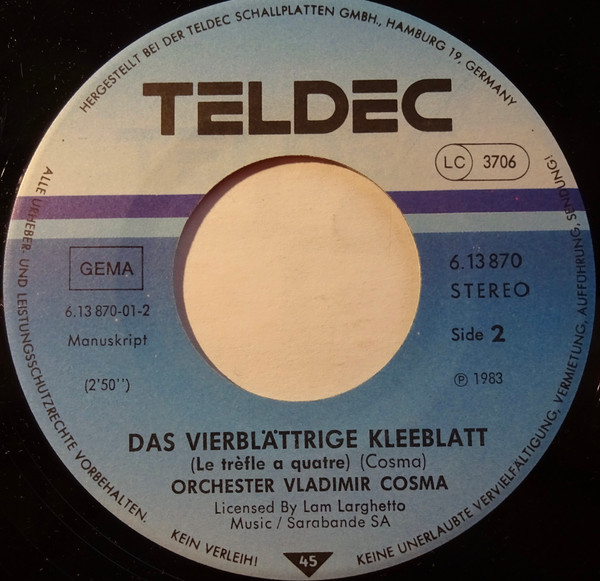 HERGESTELLT BEI DER TELDEC SCHALLPLATTEN GMBH., HAMBURG 19. GERMANY
TELDEC
LC 3706
GEMA
6.13 870-01-2
Manuskript
(2'50'')
6.13 870
STEREO
Side 2
℗ 1983
DAS VIERBLÄTTRIGE KLEEBLATT
(Le trèfle a quatre) (Cosma)
ORCHESTER VLADIMIR COSMA
Licensed By Lam Larghetto
Music / Sarabande SA
ALLE URHEBER- UND LEISTUNGSSCHUTZRECHTE VORBEHALTEN.
KEIN VERLEIH!
45
KEINE UNERLAUBTE VERVIELFÄLTIGUNG, VERMIETUNG, AUFFÜHRUNG, SENDUNG!